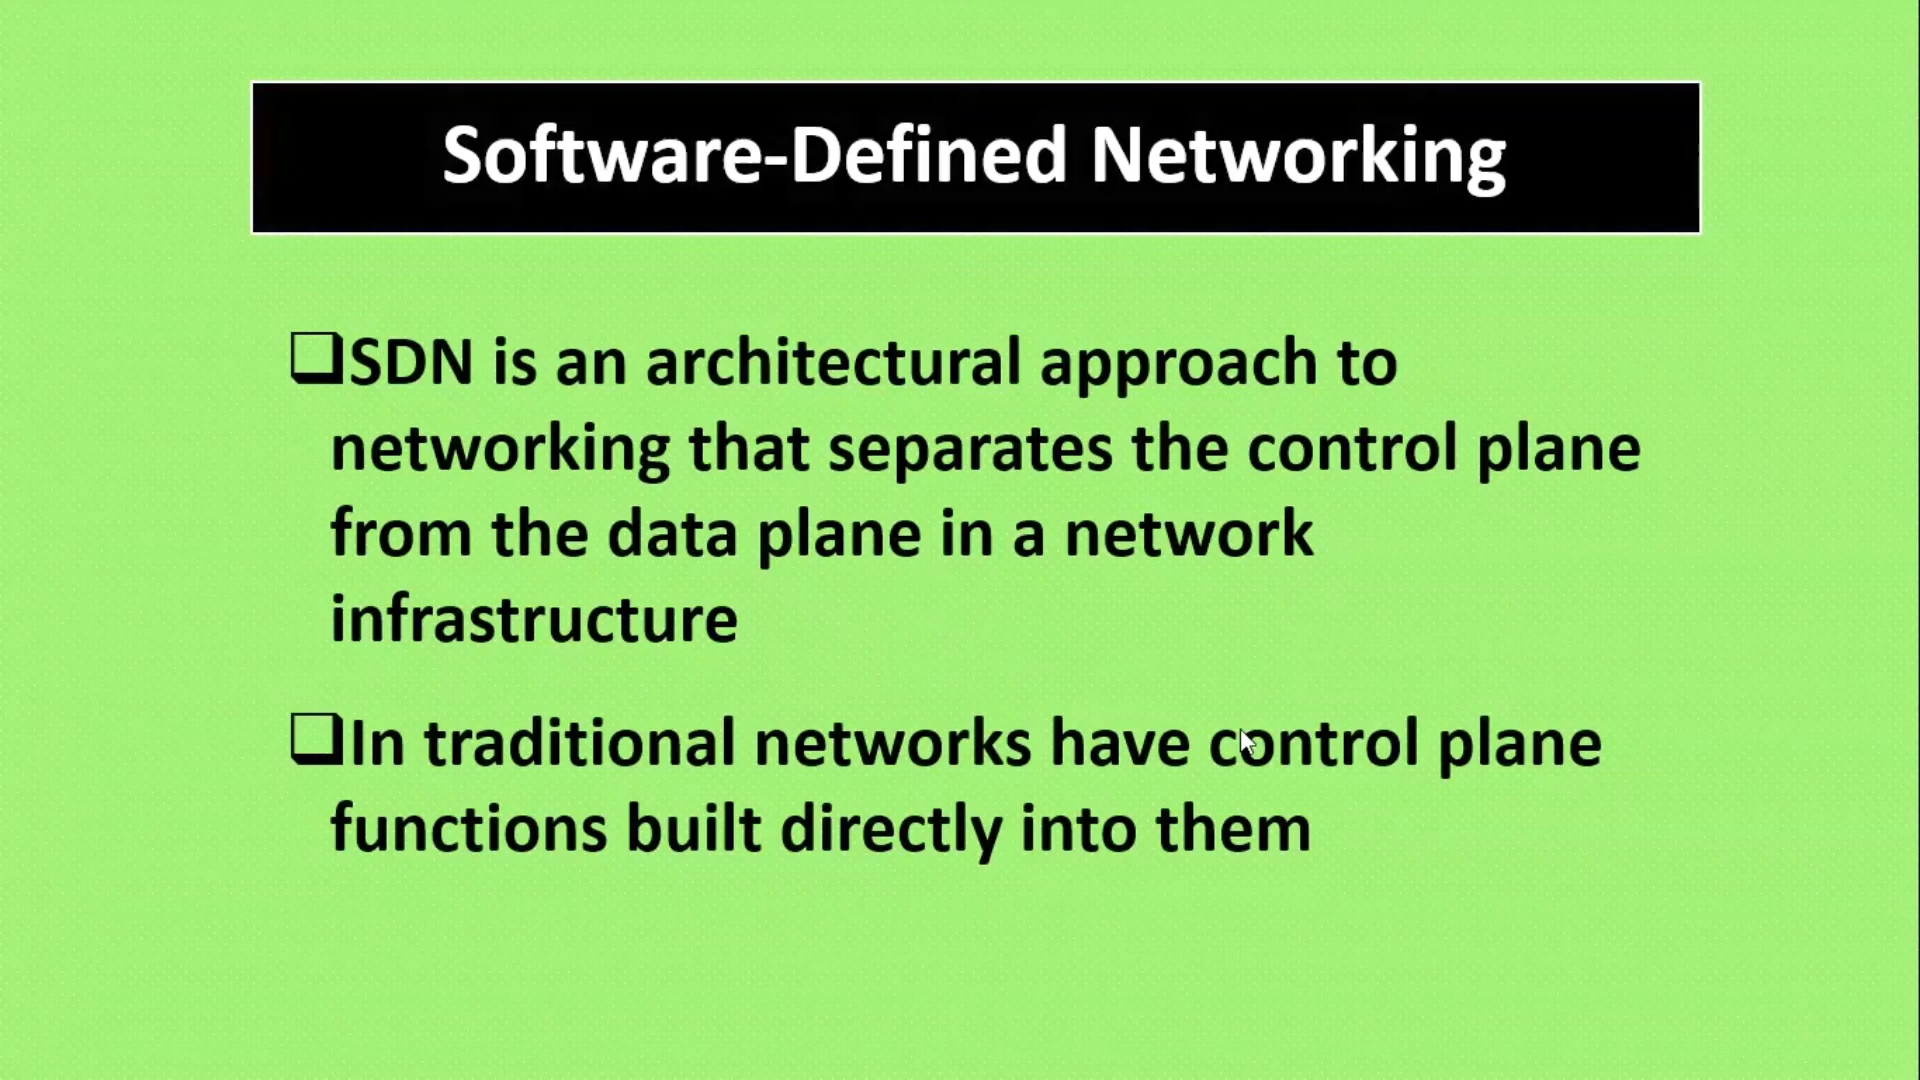 Software-Defined Networking
❑SDN is an architectural approach to
networking that separates the control plane
from the data plane in a network
infrastructure
❑In traditional networks have control plane
functions built directly into them